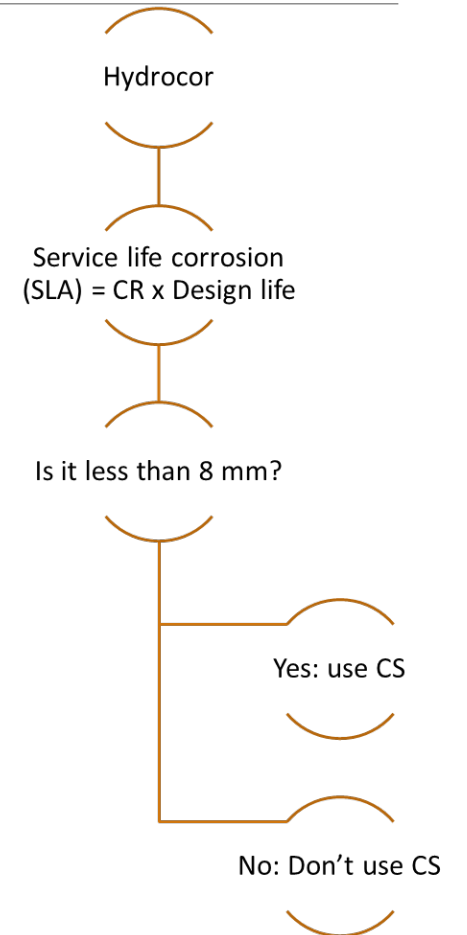 Hydrocor
Service life corrosion
(SLA) = CR x Design life
Is it less than 8 mm?
Yes: use CS
No: Don’t use CS